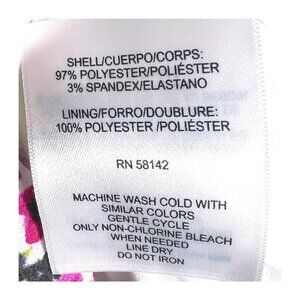 SHELL/CUERPO/CORPS:
97% POLYESTER/POLIÉSTER
3% SPANDEX/ELASTANO
LINING/FORRO/DOUBLURE:
100% POLYESTER /POLIÉSTER
RN 58142
MACHINE WASH COLD WITH
SIMILAR COLORS
GENTLE CYCLE
ONLY NON-CHLORINE BLEACH
WHEN NEEDED
LINE DRY
DO NOT IRON